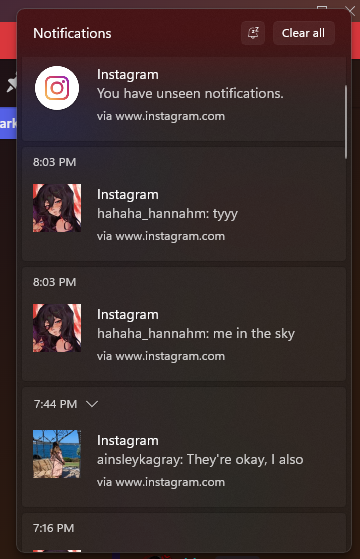 Notifications
Clear all
Instagram
You have unseen notifications.
via www.instagram.com
8:03 PM
Instagram
hahaha_hannahm: tyyy
via www.instagram.com
8:03 PM
Instagram
hahaha_hannahm: me in the sky
via www.instagram.com
7:44 PM
Instagram
ainsleykagray: They're okay, I also
via www.instagram.com
7:16 PM